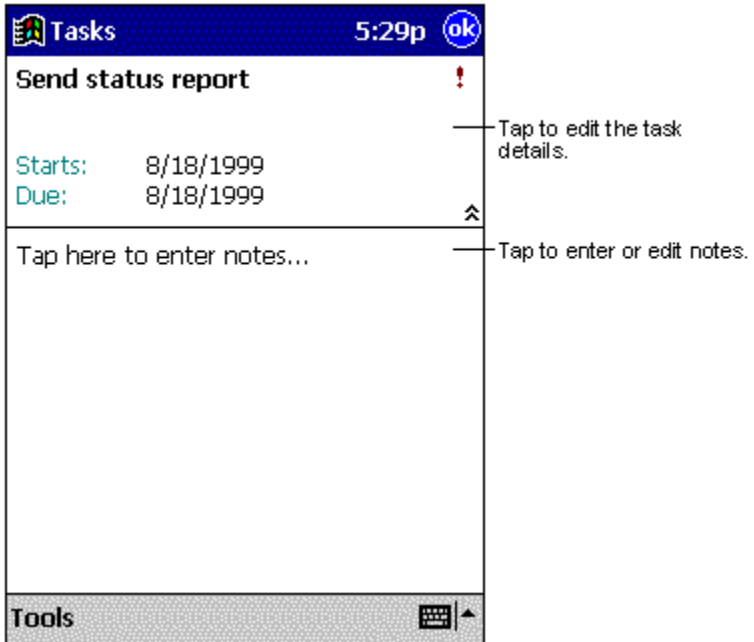 Tasks 5:29p ok
Send status report !
Tap to edit the task
details.
Starts: 8/18/1999
Due: 8/18/1999
Tap here to enter notes...
Tap to enter or edit notes.
Tools